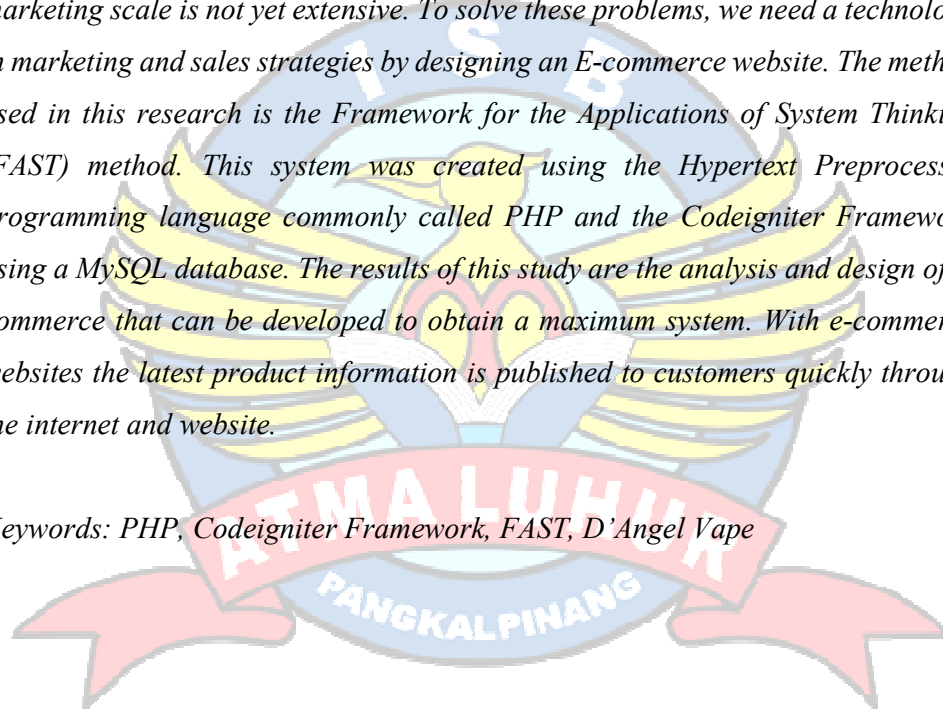 arketing scale is not yet extensive. To solve these problems, we need a technolo
marketing and sales strategies by designing an E-commerce website. The meth
sed in this research is the Framework for the Applications of System Thinki
FAST) method. This system was created using the Hypertext Preprocess
rogramming language commonly called PHP and the Codeigniter Framewo
sing a MySQL database. The results of this study are the analysis and design of
ommerce that can be developed to obtain a maximum system. With e-commer
ebsites the latest product information is published to customers quickly throu
he internet and website.
eywords: PHP, Codeigniter Framework, FAST, D’Angel Vape
I S B
ATMA LUHUR
PANGKALPINANG